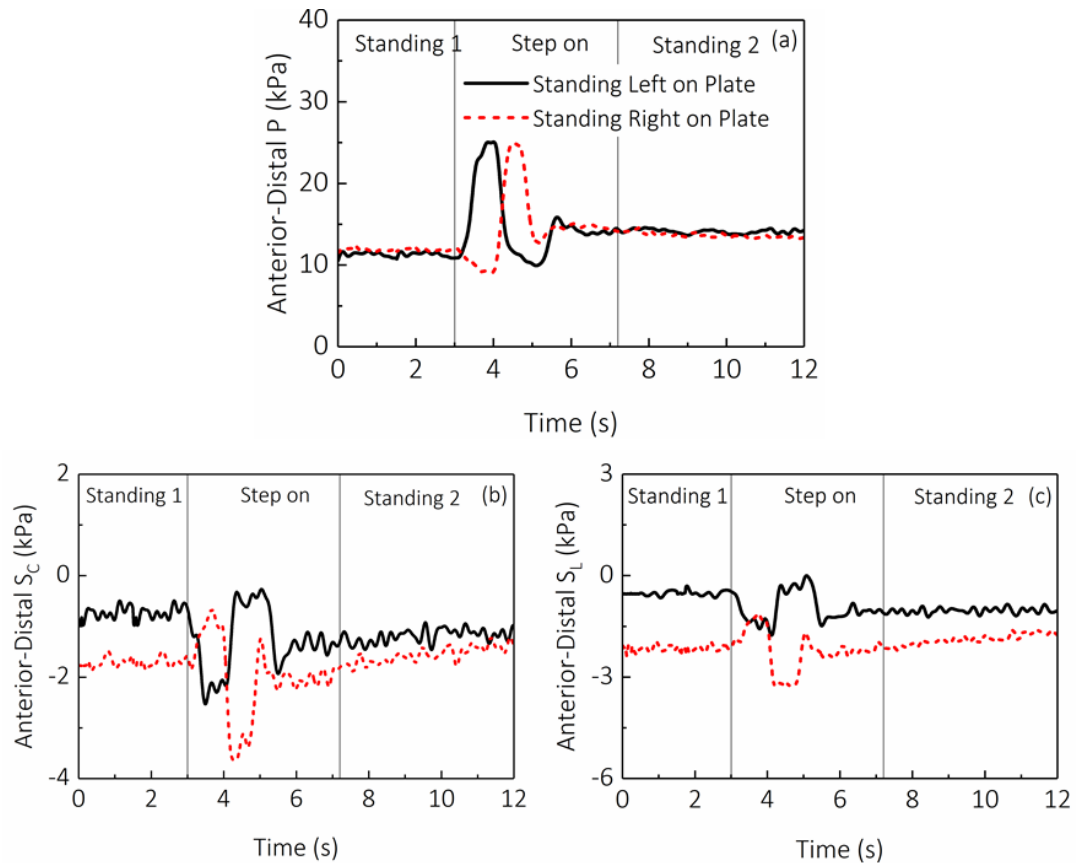 Anterior-Distal P (kPa)
40
30
20
10
0
Standing 1
Step on
Standing 2
(a)
Standing Left on Plate
Standing Right on Plate
0
2
4
6
8
10
12
Time (s)
Anterior-Distal S_C (kPa)
2
0
-2
-4
Standing 1
Step on
Standing 2
(b)
0
2
4
6
8
10
12
Time (s)
Anterior-Distal S_L (kPa)
3
0
-3
-6
Standing 1
Step on
Standing 2
(c)
0
2
4
6
8
10
12
Time (s)